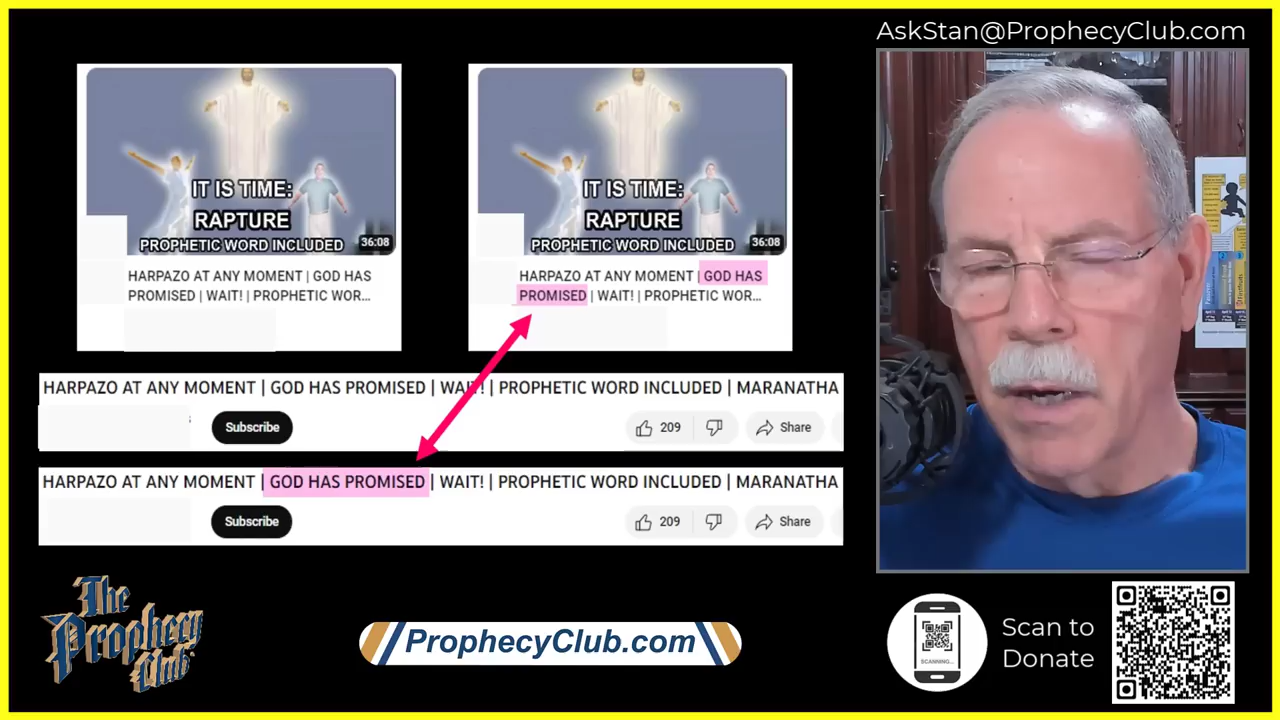 AskStan@ProphecyClub.com
IT IS TIME:
RAPTURE
PROPHETIC WORD INCLUDED
36:08
HARPAZO AT ANY MOMENT | GOD HAS
PROMISED | WAIT! | PROPHETIC WOR...
IT IS TIME:
RAPTURE
PROPHETIC WORD INCLUDED
36:08
HARPAZO AT ANY MOMENT | GOD HAS
PROMISED | WAIT! | PROPHETIC WOR...
HARPAZO AT ANY MOMENT | GOD HAS PROMISED | WAIT! | PROPHETIC WORD INCLUDED | MARANATHA
Subscribe
209
Share
HARPAZO AT ANY MOMENT | GOD HAS PROMISED | WAIT! | PROPHETIC WORD INCLUDED | MARANATHA
Subscribe
209
Share
The
Prophecy
Club
ProphecyClub.com
SCANNING...
Scan to
Donate